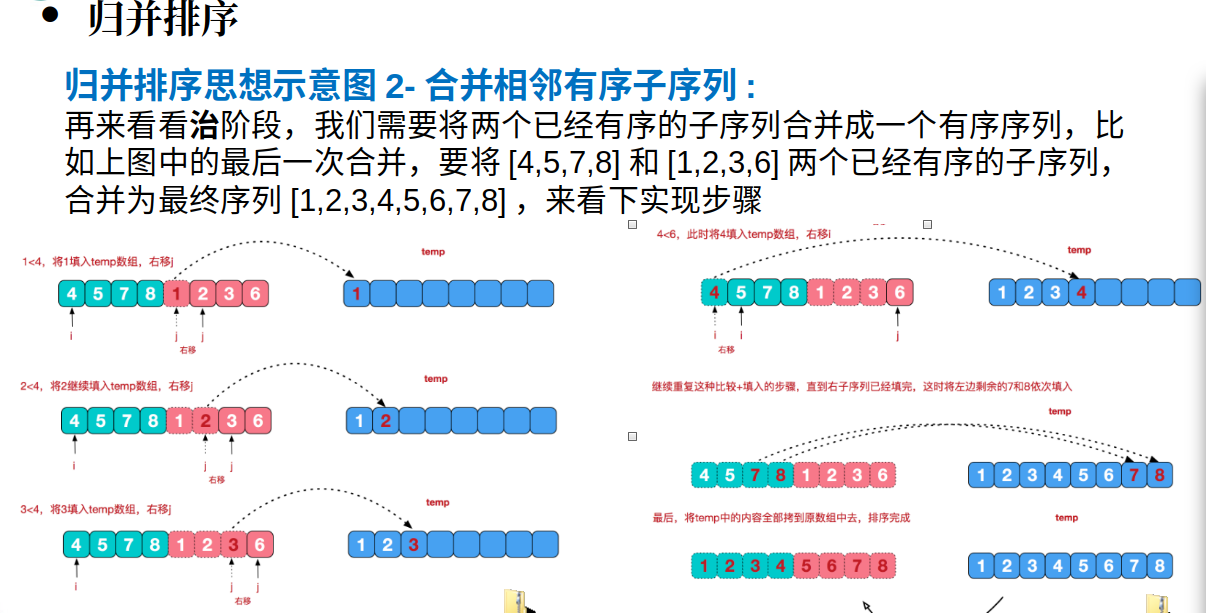 • 归并排序
归并排序思想示意图 2- 合并相邻有序子序列 :
再来看看治阶段，我们需要将两个已经有序的子序列合并成一个有序序列，比
如上图中的最后一次合并，要将 [4,5,7,8] 和 [1,2,3,6] 两个已经有序的子序列，
合并为最终序列 [1,2,3,4,5,6,7,8] ，来看下实现步骤
1<4，将1填入temp数组，右移j
temp
4 5 7 8 1 2 3 6
1
i j j
右移
2<4，将2继续填入temp数组，右移j
temp
4 5 7 8 1 2 3 6
1 2
i j j
右移
3<4，将3填入temp数组，右移j
temp
4 5 7 8 1 2 3 6
1 2 3
i j j
右移
4<6，此时将4填入temp数组，右移i
temp
4 5 7 8 1 2 3 6
1 2 3 4
i i j
右移
继续重复这种比较+填入的步骤，直到右子序列已经填完，这时将左边剩余的7和8依次填入
temp
4 5 7 8 1 2 3 6
1 2 3 4 5 6 7 8
最后，将temp中的内容全部拷到原数组中去，排序完成
temp
1 2 3 4 5 6 7 8
1 2 3 4 5 6 7 8